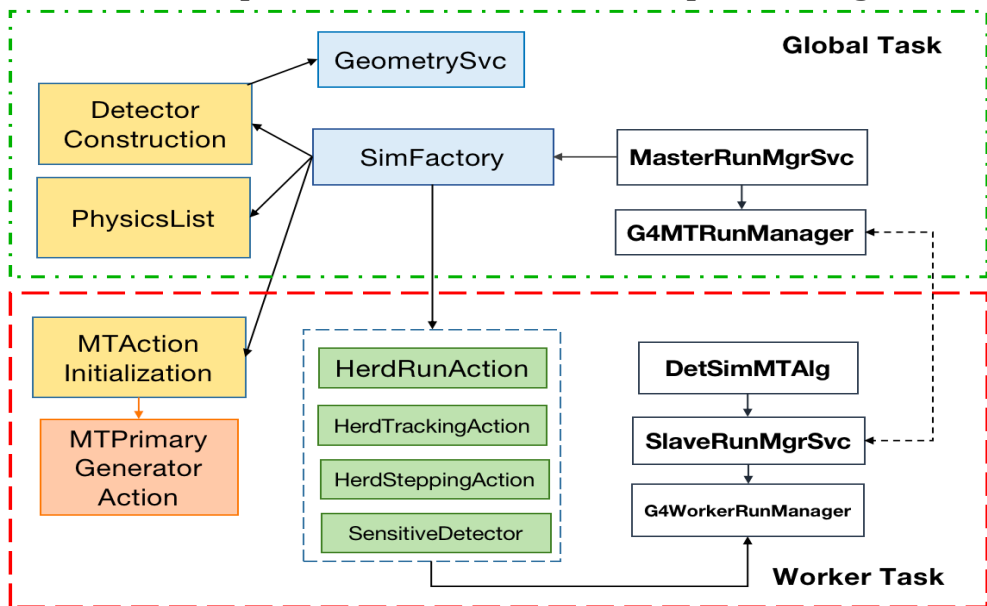 Global Task
GeometrySvc
Detector
Construction
SimFactory
MasterRunMgrSvc
PhysicsList
G4MTRunManager
MTAction
Initialization
HerdRunAction
DetSimMTAlg
MTPrimary
Generator
Action
HerdTrackingAction
SlaveRunMgrSvc
HerdSteppingAction
G4WorkerRunManager
SensitiveDetector
Worker Task